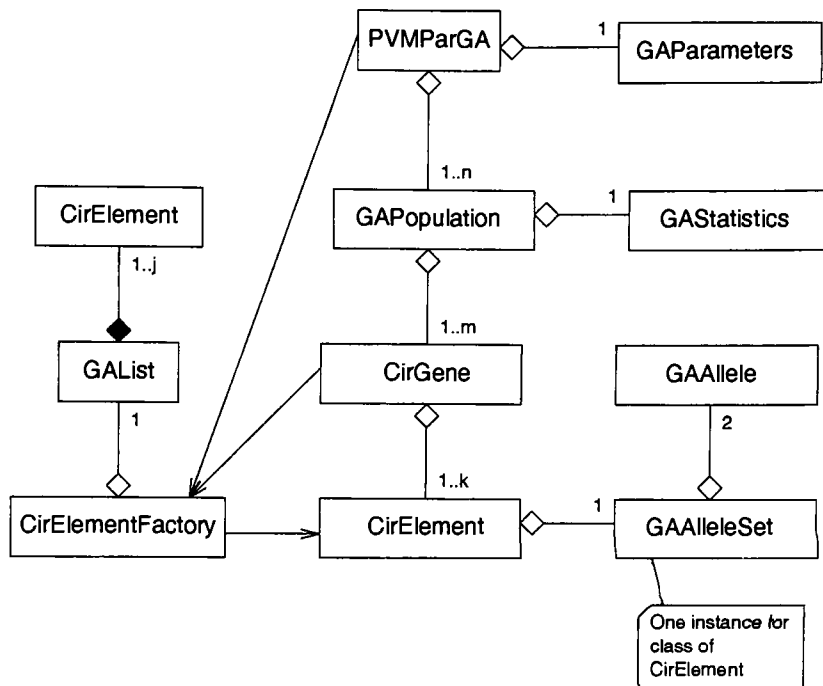 PVMParGA
1
GAParameters
1..n
CirElement
GAPopulation
1
GAStatistics
1..j
1..m
GAList
CirGene
GAAllele
1
2
1..k
1
CirElementFactory
CirElement
GAAlleleSet
One instance for
class of
CirElement